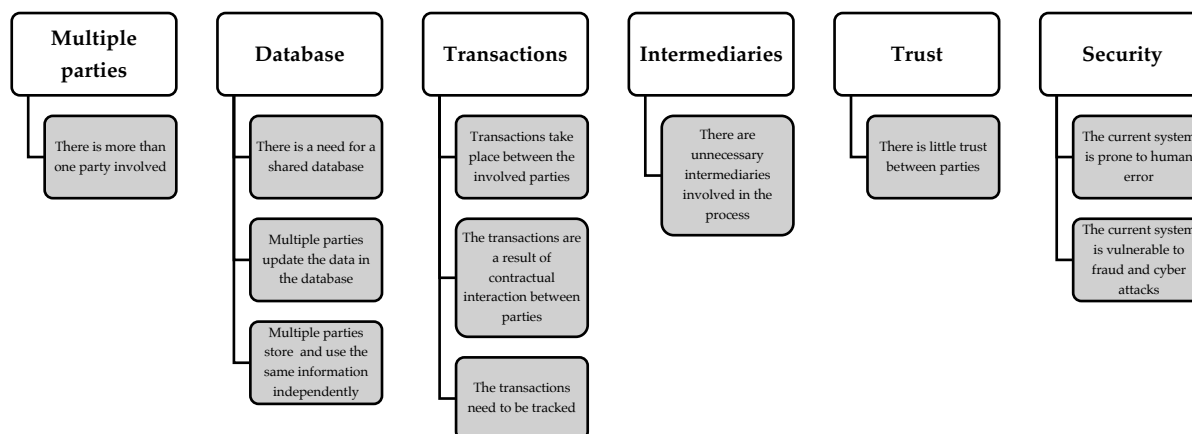 Multiple
parties
There is more than
one party involved
Database
There is a need for a
shared database
Multiple parties
update the data in
the database
Multiple parties
store and use the
same information
independently
Transactions
Transactions take
place between the
involved parties
The transactions are
a result of
contractual
interaction between
parties
The transactions
need to be tracked
Intermediaries
There are
unnecessary
intermediaries
involved in the
process
Trust
There is little trust
between parties
Security
The current system
is prone to human
error
The current system
is vulnerable to
fraud and cyber
attacks